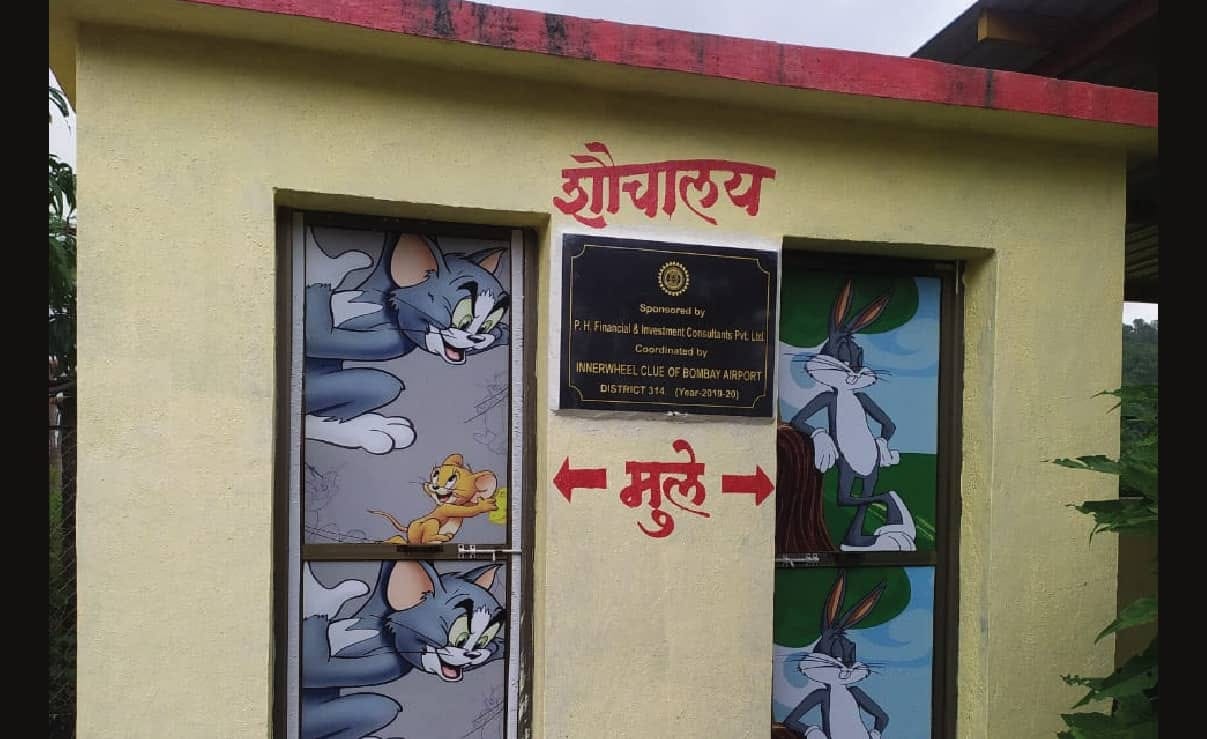 शौचालय
Sponsored by
P. H. Financial & Investment Consultants Pvt. Ltd.
Coordinated by
INNERWHEEL CLUE OF BOMBAY AIRPORT
DISTRICT 314. (Year-2019-20)
मुले